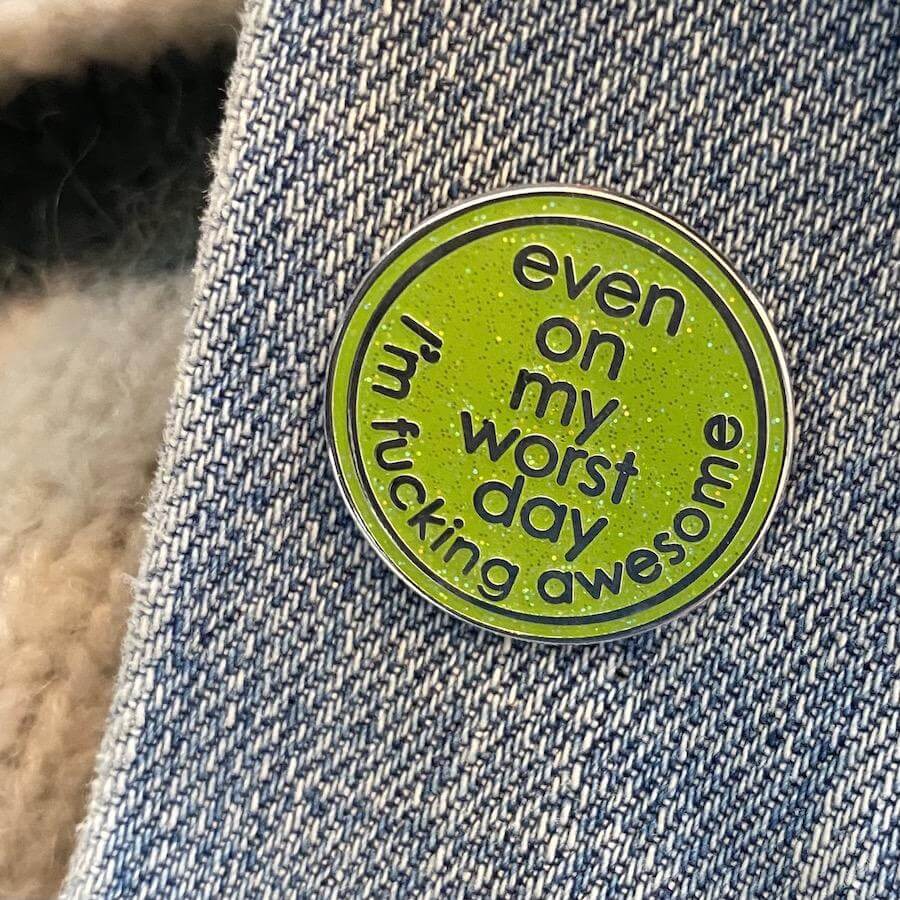 even
on
my
worst
day
I'm fucking awesome